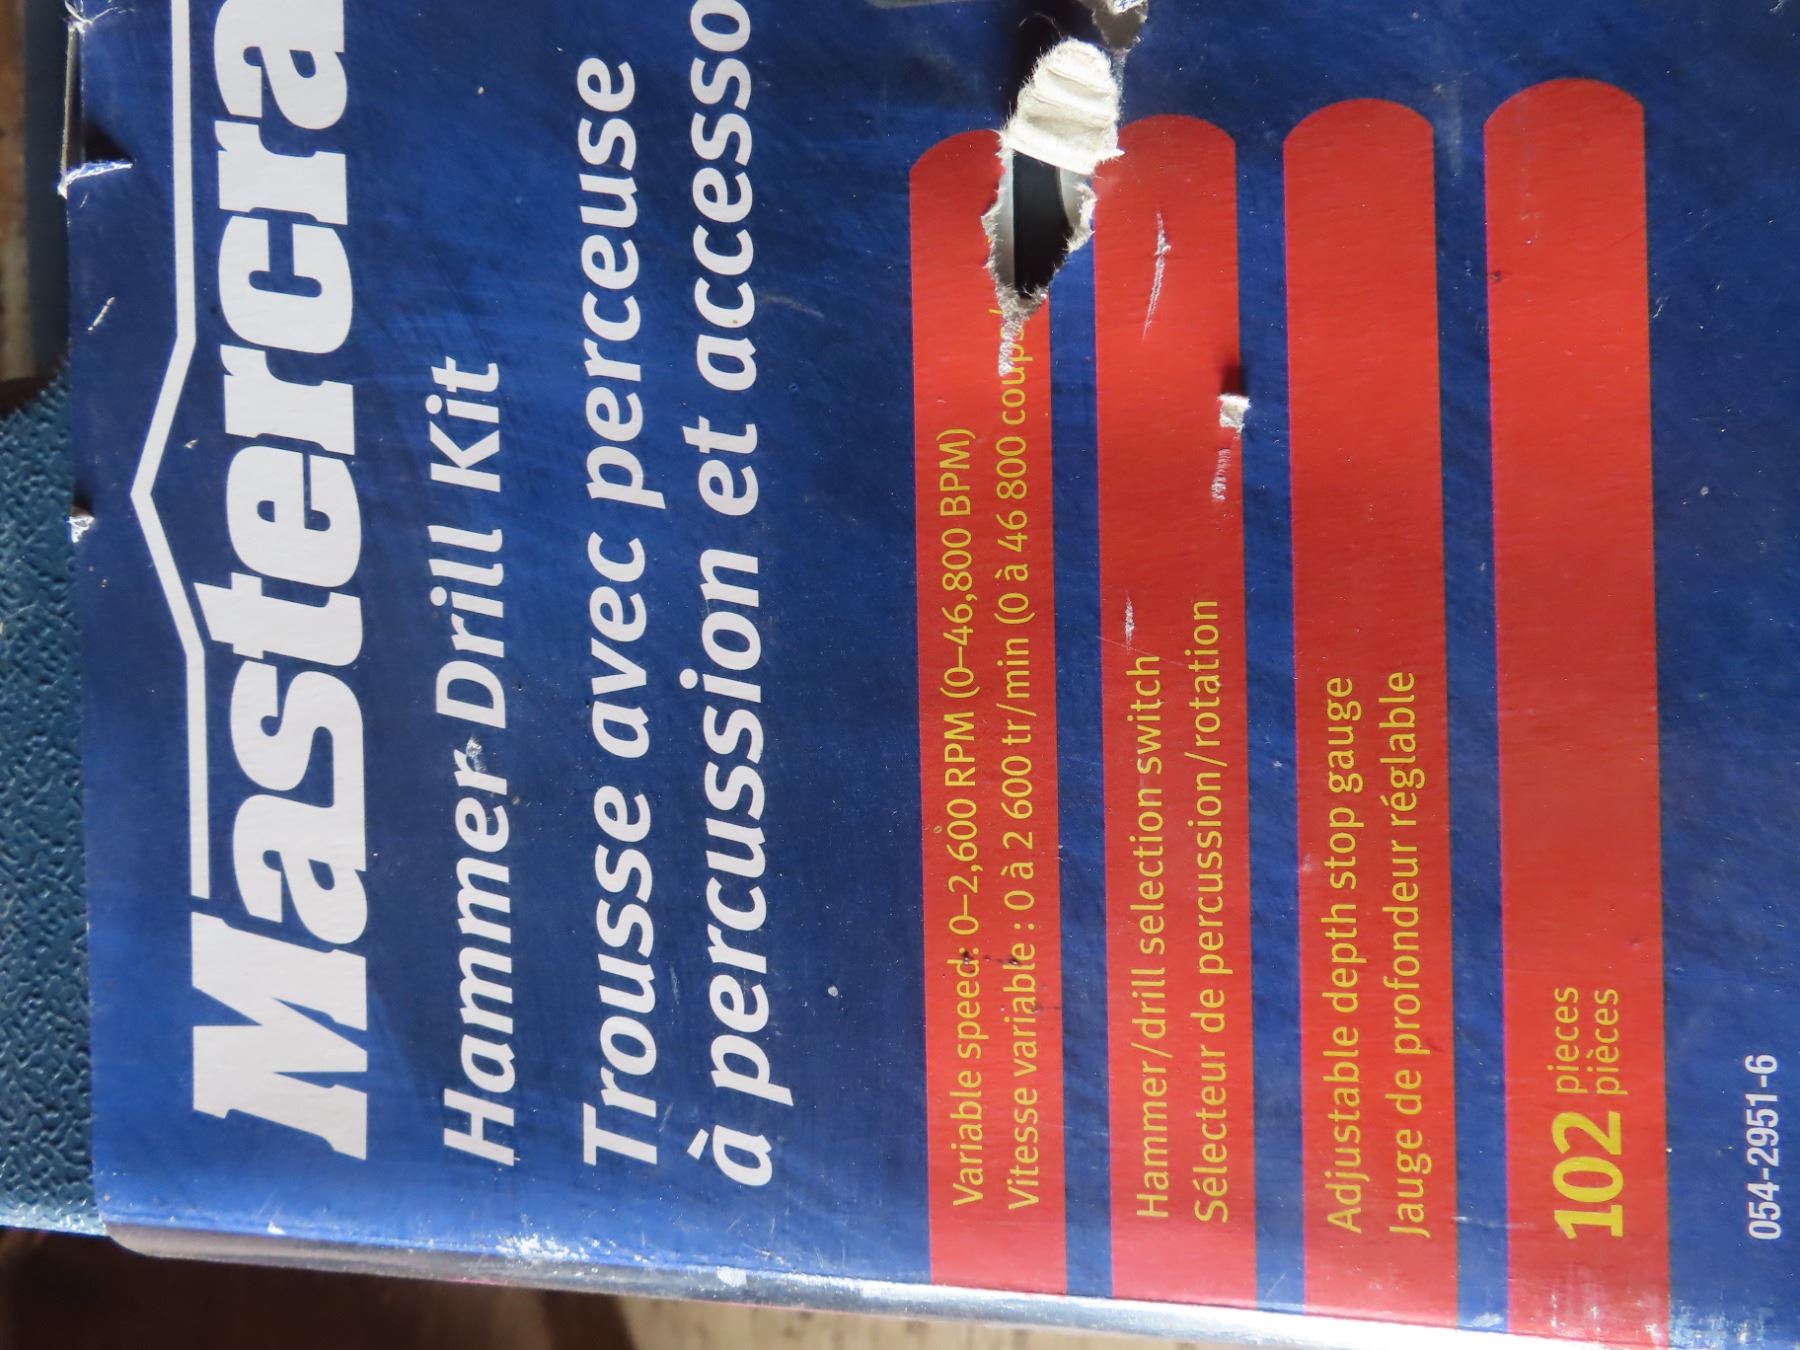 Mastercra
Hammer Drill Kit
Trousse avec perceuse
à percussion et accesso
Variable speed: 0–2,600 RPM (0–46,800 BPM)
Vitesse variable : 0 à 2 600 tr/min (0 à 46 800 coups/
Hammer/drill selection switch
Sélecteur de percussion/rotation
Adjustable depth stop gauge
Jauge de profondeur réglable
102 pieces
pièces
054-2951-6